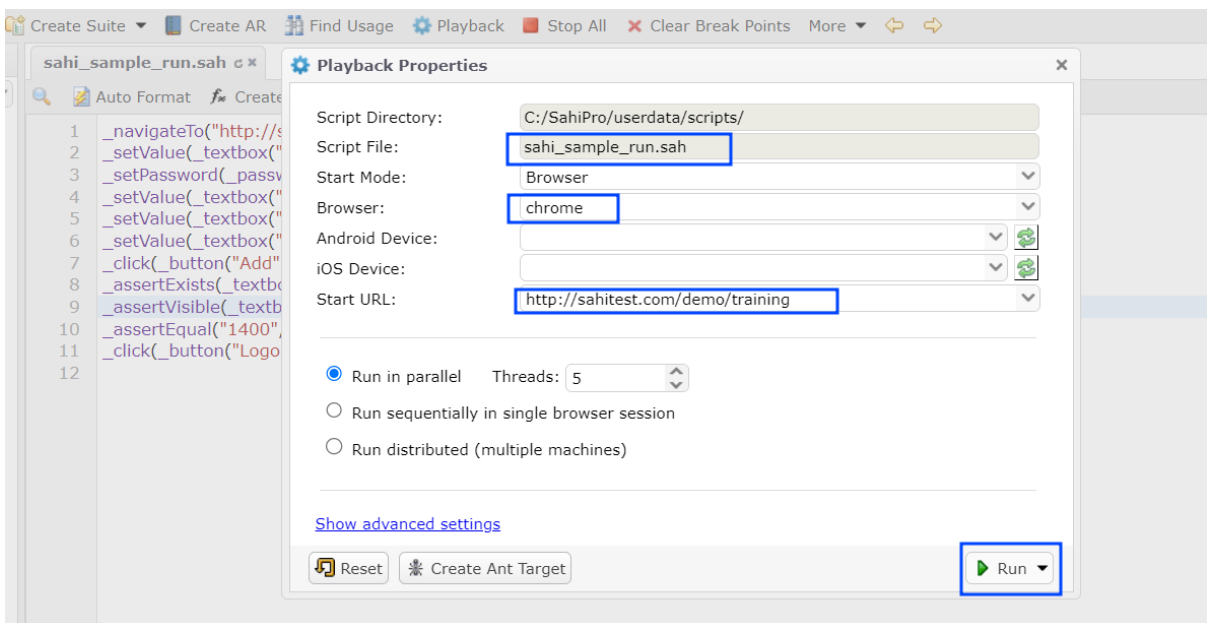 Create Suite Create AR Find Usage Playback Stop All Clear Break Points More
sahi_sample_run.sah
Playback Properties
Auto Format Create
Script Directory: C:/SahiPro/userdata/scripts/
Script File: sahi_sample_run.sah
Start Mode: Browser
Browser: chrome
Android Device:
iOS Device:
Start URL: http://sahitest.com/demo/training
1 _navigateTo("http://s
2 _setValue(_textbox("
3 _setPassword(_passw
4 _setValue(_textbox("
5 _setValue(_textbox("
6 _setValue(_textbox("
7 _click(_button("Add"
8 _assertExists(_textbo
9 _assertVisible(_textb
10 _assertEqual("1400",
11 _click(_button("Logo
12
Run in parallel Threads: 5
Run sequentially in single browser session
Run distributed (multiple machines)
Show advanced settings
Reset Create Ant Target Run